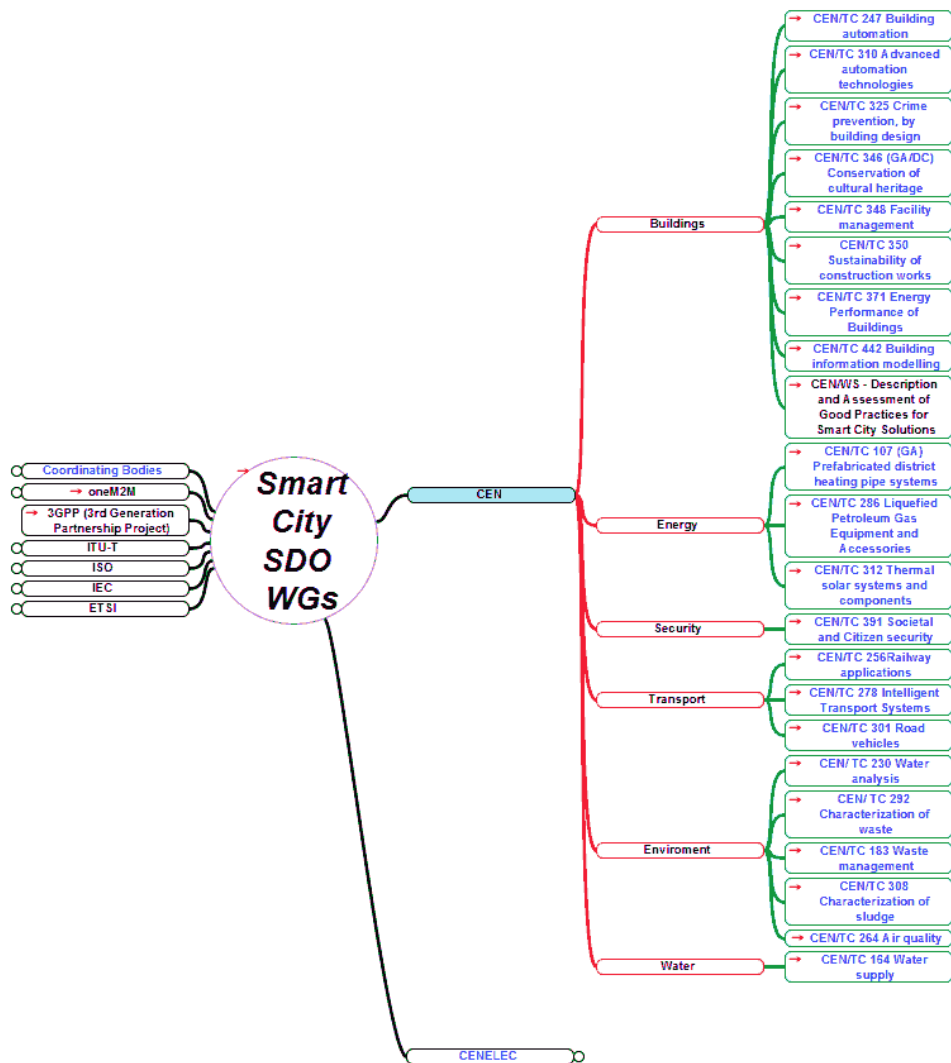 Coordinating Bodies
→ oneM2M
→ 3GPP (3rd Generation
Partnership Project)
ITU-T
ISO
IEC
ETSI
→ Smart
City
SDO
WGs
CEN
Buildings
→ CEN/TC 247 Building
automation
→ CEN/TC 310 Advanced
automation
technologies
→ CEN/TC 325 Crime
prevention, by
building design
→ CEN/TC 346 (GA/DC)
Conservation of
cultural heritage
→ CEN/TC 348 Facility
management
→ CEN/TC 350
Sustainability of
construction works
→ CEN/TC 371 Energy
Performance of
Buildings
→ CEN/TC 442 Building
information modelling
→ CEN/WS - Description
and Assessment of
Good Practices for
Smart City Solutions
Energy
→ CEN/TC 107 (GA)
Prefabricated district
heating pipe systems
→ CEN/TC 286 Liquefied
Petroleum Gas
Equipment and
Accessories
→ CEN/TC 312 Thermal
solar systems and
components
Security
→ CEN/TC 391 Societal
and Citizen security
Transport
→ CEN/TC 256Railway
applications
→ CEN/TC 278 Intelligent
Transport Systems
→ CEN/TC 301 Road
vehicles
Enviroment
→ CEN/ TC 230 Water
analysis
→ CEN/ TC 292
Characterization of
waste
→ CEN/TC 183 Waste
management
→ CEN/TC 308
Characterization of
sludge
→ CEN/TC 264 Air quality
Water
→ CEN/TC 164 Water
supply
CENELEC